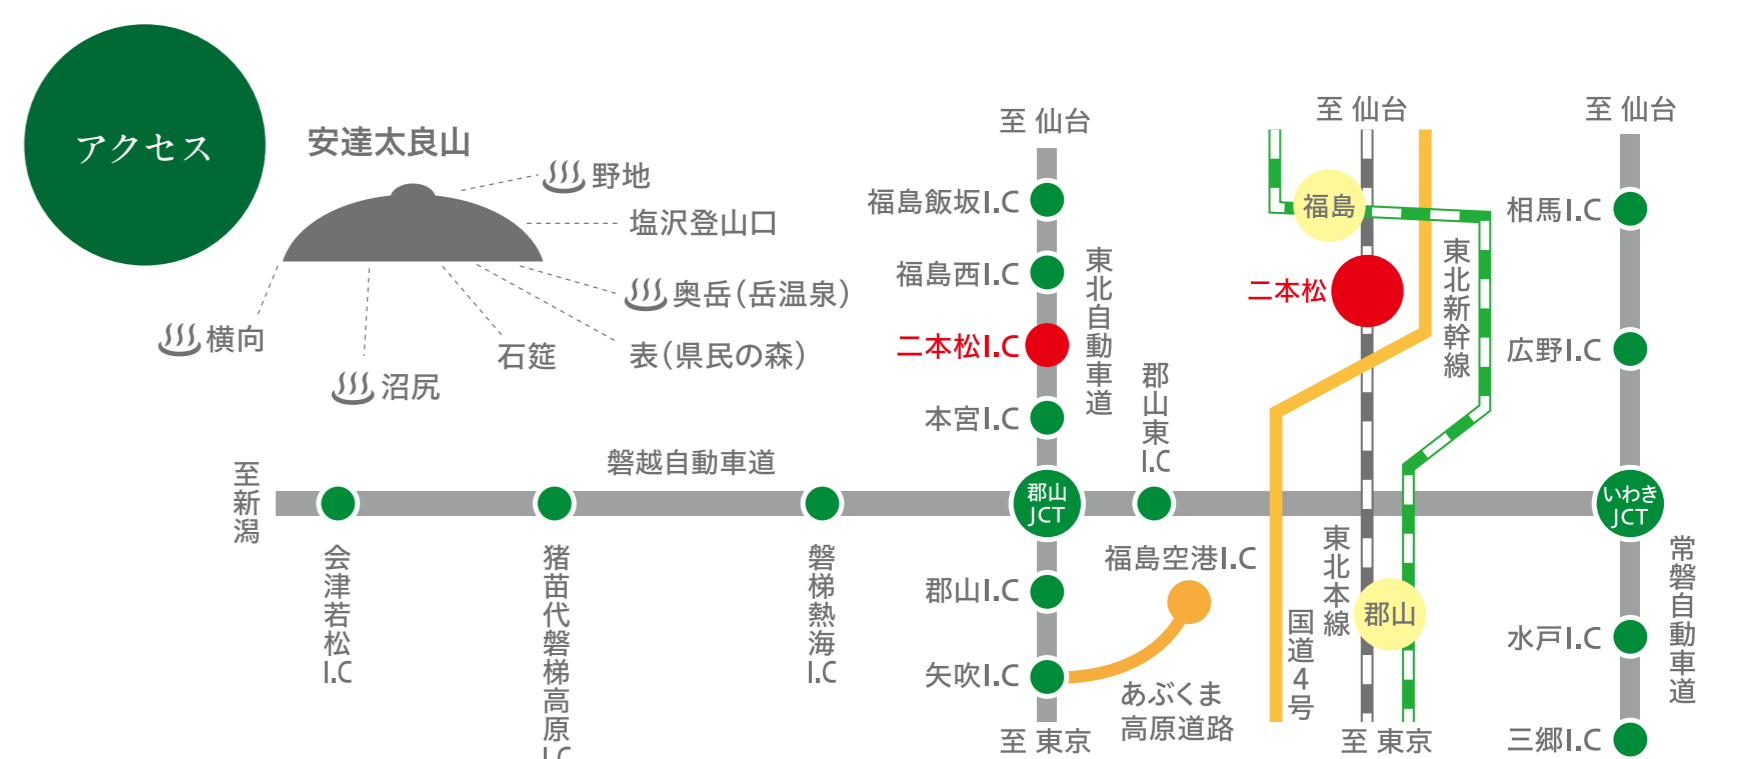 アクセス
安達太良山
野地
塩沢登山口
奥岳（岳温泉）
表（県民の森）
石筵
沼尻
横向
至 仙台
福島飯坂I.C
福島西I.C
二本松I.C
本宮I.C
東北自動車道
郡山東I.C
磐越自動車道
至新潟
会津若松I.C
猪苗代磐梯高原I.C
磐梯熱海I.C
郡山
JCT
郡山I.C
矢吹I.C
至 東京
福島空港I.C
あぶくま
高原道路
至 仙台
福島
二本松
東北新幹線
東北本線
国道4号
郡山
至 東京
至 仙台
相馬I.C
広野I.C
いわき
JCT
水戸I.C
三郷I.C
常磐自動車道